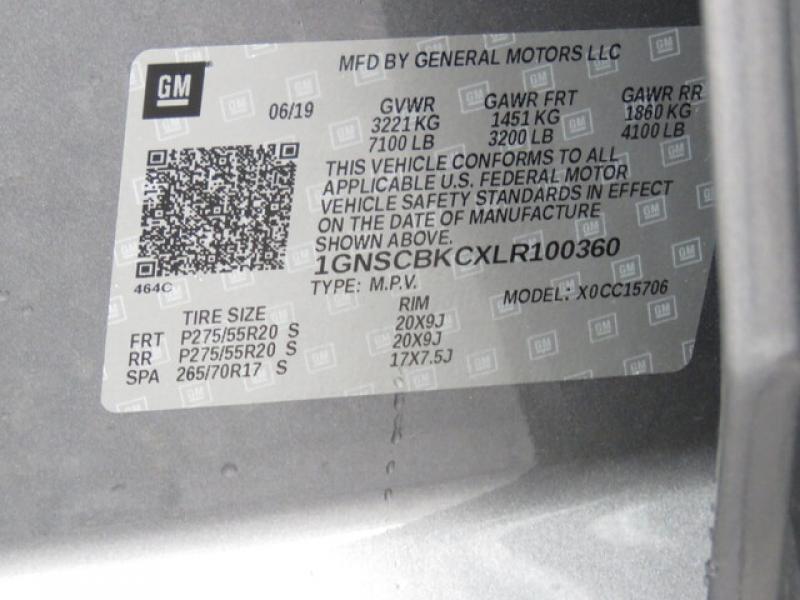 GM
MFD BY GENERAL MOTORS LLC
06/19 GVWR GAWR FRT GAWR RR
3221 KG 1451 KG 1860 KG
7100 LB 3200 LB 4100 LB
THIS VEHICLE CONFORMS TO ALL
APPLICABLE U.S. FEDERAL MOTOR
VEHICLE SAFETY STANDARDS IN EFFECT
ON THE DATE OF MANUFACTURE
SHOWN ABOVE.
1GNSCBKCXLR100360
464C
TYPE: M.P.V. MODEL: X0CC15706
TIRE SIZE RIM
FRT P275/55R20 S 20X9J
RR P275/55R20 S 20X9J
SPA 265/70R17 S 17X7.5J